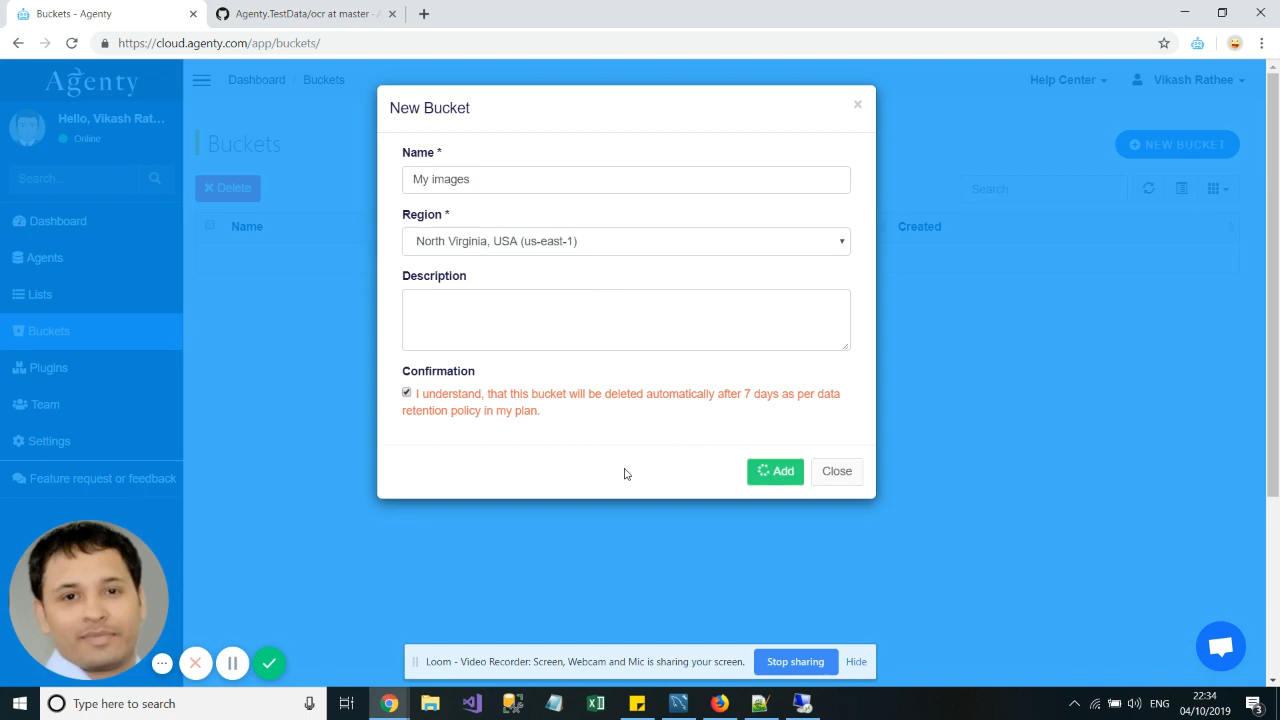 Buckets - Agenty
Agenty.TestData/ocr at master -
https://cloud.agenty.com/app/buckets/
Agenty
Dashboard
Buckets
Help Center
Vikash Rathee
Hello, Vikash Rat...
Online
Search...
Dashboard
Agents
Lists
Buckets
Plugins
Team
Settings
Feature request or feedback
Buckets
NEW BUCKET
Delete
Search
Name
Created
New Bucket
×
Name *
My images
Region *
North Virginia, USA (us-east-1)
Description
Confirmation
I understand, that this bucket will be deleted automatically after 7 days as per data
retention policy in my plan.
Add
Close
Loom - Video Recorder: Screen, Webcam and Mic is sharing your screen.
Stop sharing
Hide
Type here to search
ENG
22:34
04/10/2019
3